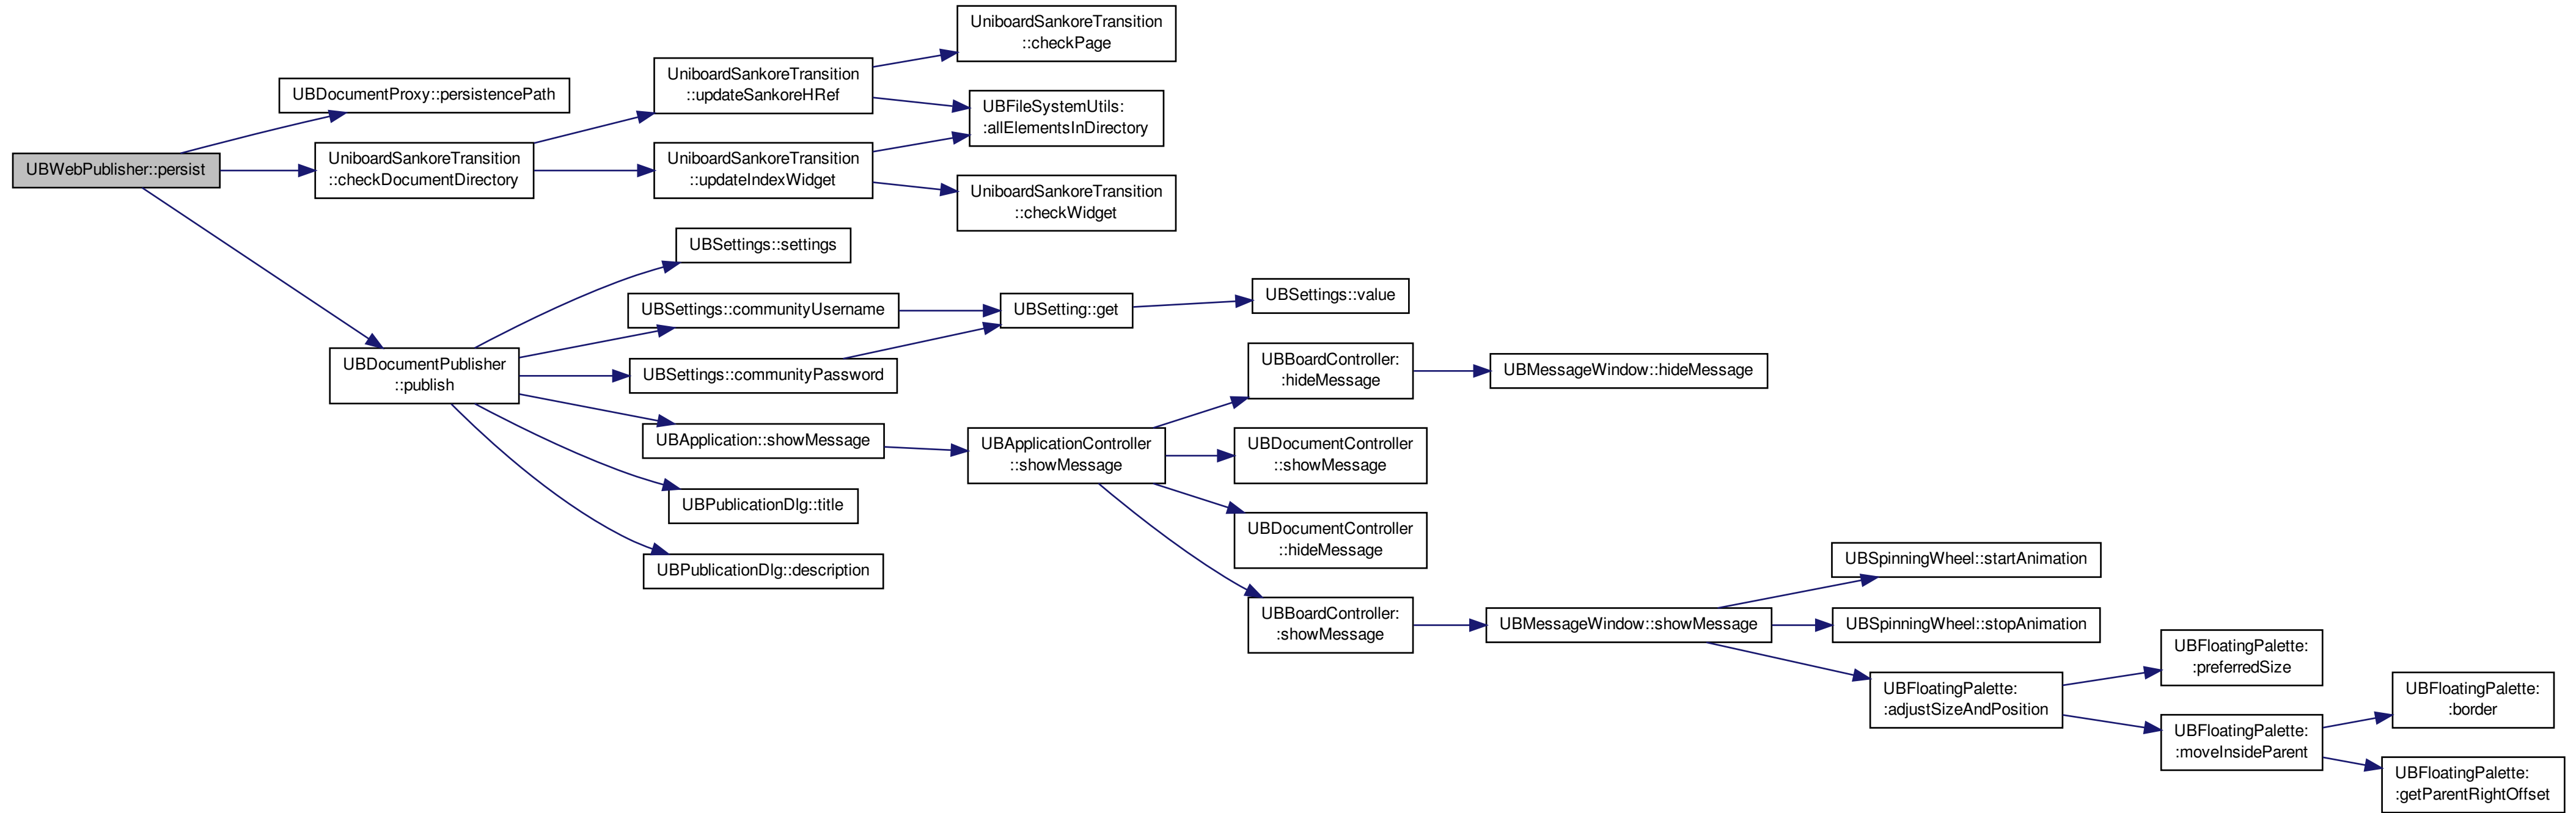 UBWebPublisher::persist
UBDocumentProxy::persistencePath
UniboardSankoreTransition
::checkDocumentDirectory
UniboardSankoreTransition
::updateSankoreHRef
UniboardSankoreTransition
::checkPage
UBFileSystemUtils:
:allElementsInDirectory
UniboardSankoreTransition
::updateIndexWidget
UniboardSankoreTransition
::checkWidget
UBDocumentPublisher
::publish
UBSettings::settings
UBSettings::communityUsername
UBSetting::get
UBSettings::value
UBSettings::communityPassword
UBApplication::showMessage
UBApplicationController
::showMessage
UBBoardController:
:hideMessage
UBMessageWindow::hideMessage
UBDocumentController
::showMessage
UBDocumentController
::hideMessage
UBBoardController:
:showMessage
UBMessageWindow::showMessage
UBSpinningWheel::startAnimation
UBSpinningWheel::stopAnimation
UBFloatingPalette:
:adjustSizeAndPosition
UBFloatingPalette:
:preferredSize
UBFloatingPalette:
:moveInsideParent
UBFloatingPalette:
:border
UBFloatingPalette:
:getParentRightOffset
UBPublicationDlg::title
UBPublicationDlg::description